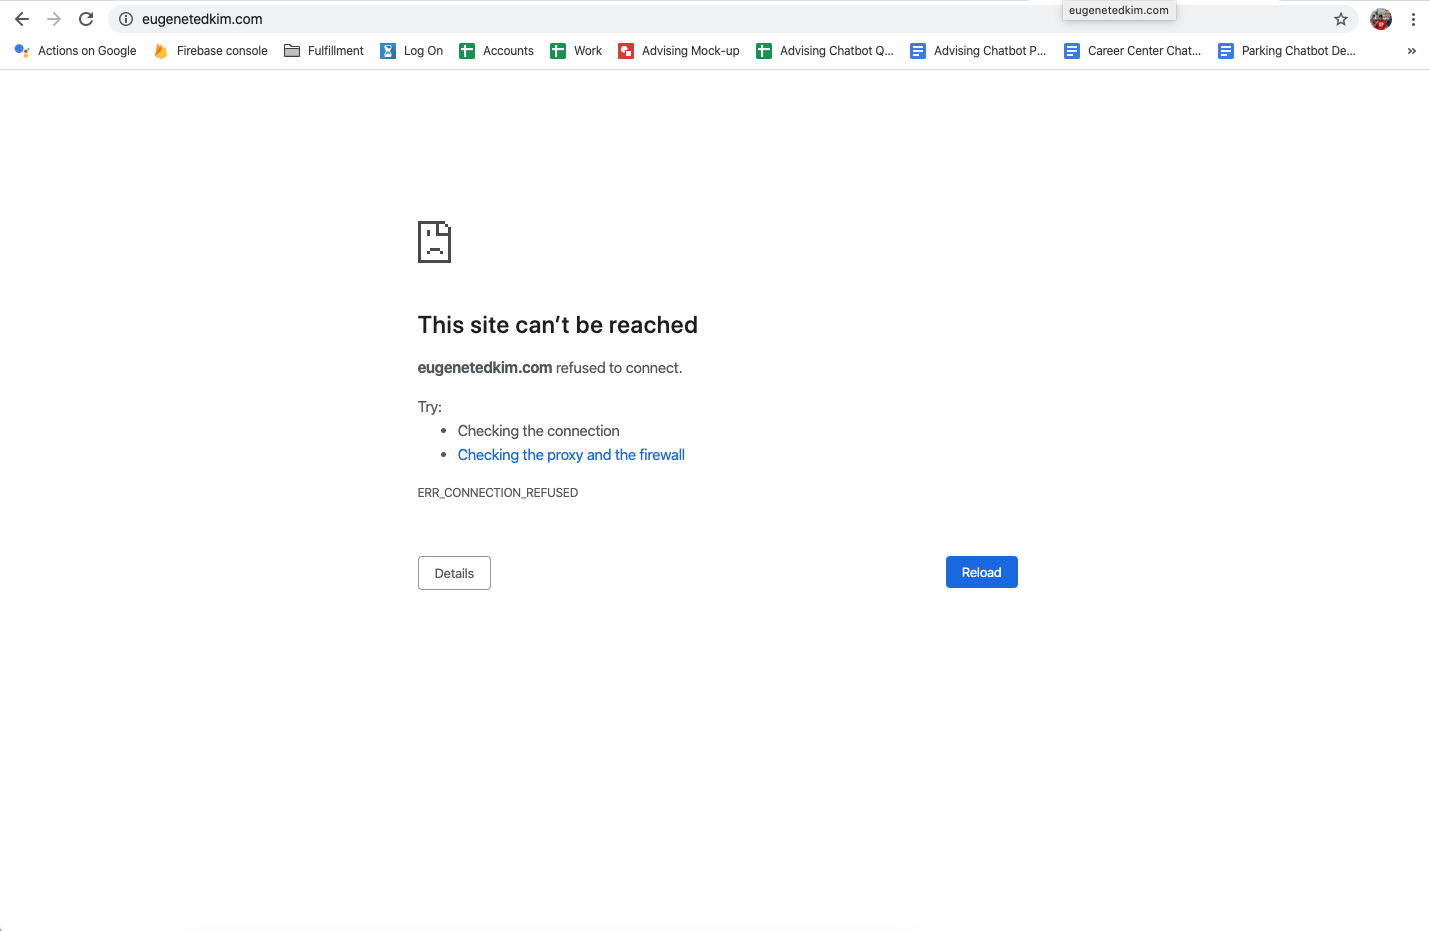 eugenetedkim.com
eugenetedkim.com
Actions on Google Firebase console Fulfillment Log On Accounts Work Advising Mock-up Advising Chatbot Q... Advising Chatbot P... Career Center Chat... Parking Chatbot De... »
This site can’t be reached
eugenetedkim.com refused to connect.
Try:
• Checking the connection
• Checking the proxy and the firewall
ERR_CONNECTION_REFUSED
Details Reload